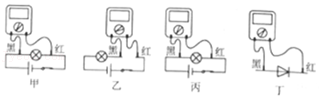 黑 红 黑 红 黑 红 黑 红
甲 乙 丙 丁